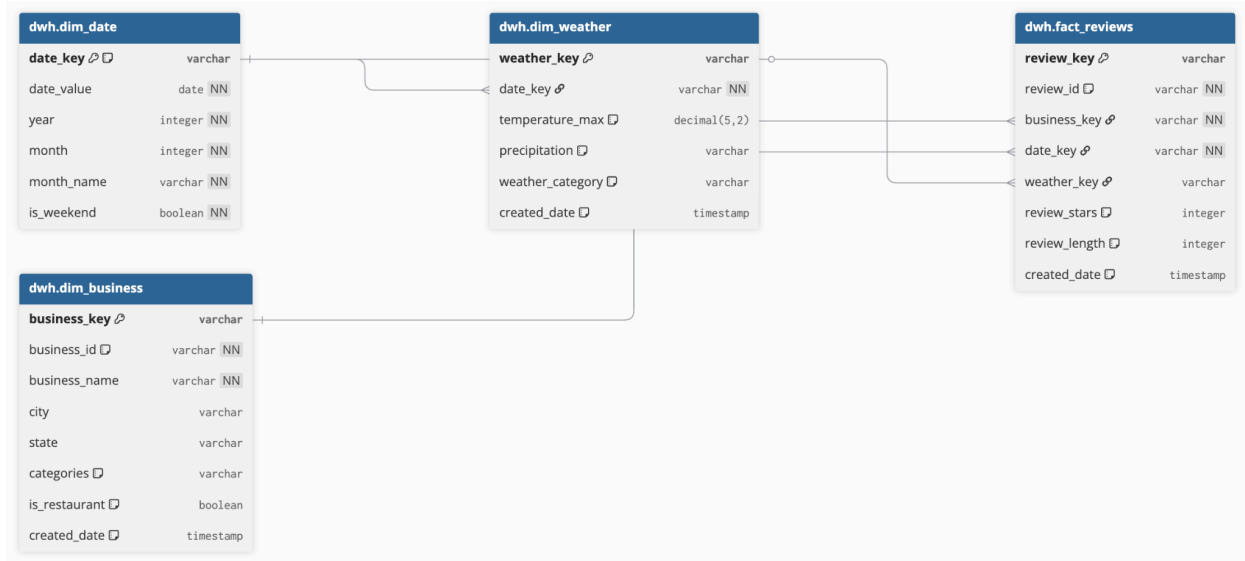 dwh.dim_date
date_key varchar
date_value date NN
year integer NN
month integer NN
month_name varchar NN
is_weekend boolean NN
dwh.dim_weather
weather_key varchar
date_key varchar NN
temperature_max decimal(5,2)
precipitation varchar
weather_category varchar
created_date timestamp
dwh.fact_reviews
review_key varchar
review_id varchar NN
business_key varchar NN
date_key varchar NN
weather_key varchar
review_stars integer
review_length integer
created_date timestamp
dwh.dim_business
business_key varchar
business_id varchar NN
business_name varchar NN
city varchar
state varchar
categories varchar
is_restaurant boolean
created_date timestamp